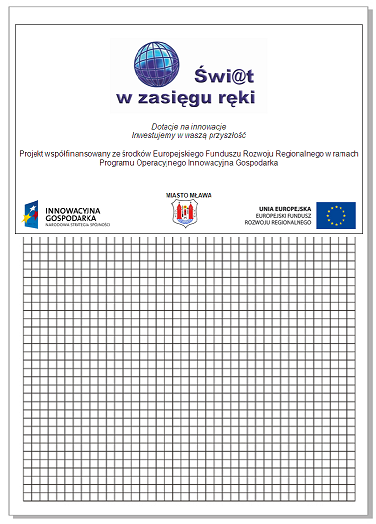 Świ@t
w zasięgu ręki
Dotacje na innowacje
Inwestujemy w waszą przyszłość
Projekt współfinansowany ze środków Europejskiego Funduszu Rozwoju Regionalnego w ramach
Programu Operacyjnego Innowacyjna Gospodarka
MIASTO MŁAWA
INNOWACYJNA
GOSPODARKA
NARODOWA STRATEGIA SPÓJNOŚCI
UNIA EUROPEJSKA
EUROPEJSKI FUNDUSZ
ROZWOJU REGIONALNEGO